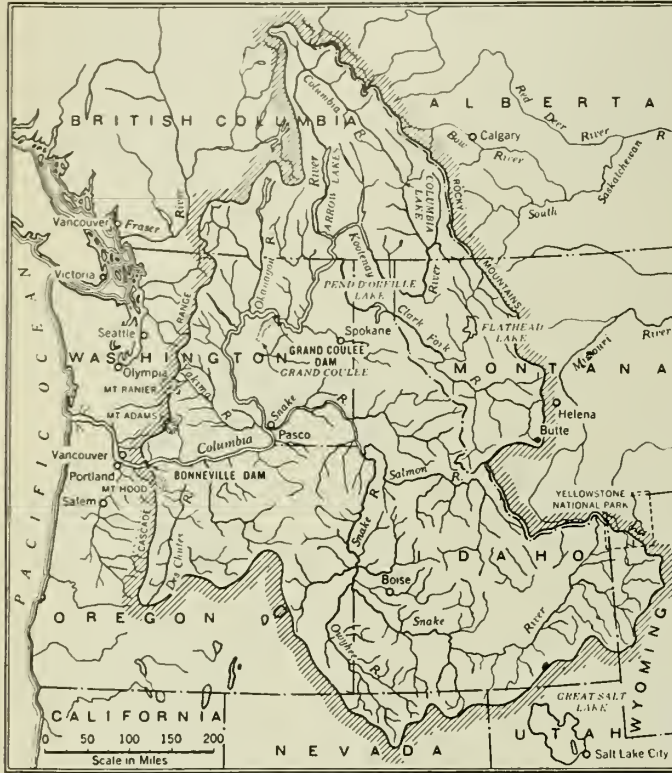 ALBERTA
BRITISH COLUMBIA
Columbia R.
Red Deer River
Bow River
Calgary
South Saskatchewan R
River
ARROW LAKES
COLUMBIA LAKE
River
ROCKY MOUNTAINS
Vancouver
Fraser River
Okanogan R.
Kootenay
Victoria
PEND D'OREILLE LAKE
PACIFIC OCEAN
RANGE
Clark Fork R.
FLATHEAD LAKE
Missouri River
Seattle
Spokane
WASHINGTON
GRAND COULEE DAM
GRAND COULEE
Olympia
MONTANA
MT RANIER
Yakima R.
Snake R
Helena
MT ADAMS
Butte
Columbia
Pasco
Vancouver
Portland
BONNEVILLE DAM
Salmon R.
MT HOOD
YELLOWSTONE NATIONAL PARK
Salem
CASCADE
Des Chutes R.
Snake R
IDAHO
Boise
OREGON
Snake River
Owyhee R.
WYOMING
GREAT SALT LAKE
CALIFORNIA
UTAH
0 50 100 150 200
Scale in Miles
NEVADA
Salt Lake City